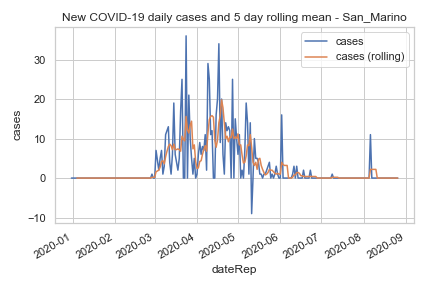 New COVID-19 daily cases and 5 day rolling mean - San_Marino
cases
cases (rolling)
cases
30
20
10
0
−10
2020-01
2020-02
2020-03
2020-04
2020-05
2020-06
2020-07
2020-08
2020-09
dateRep